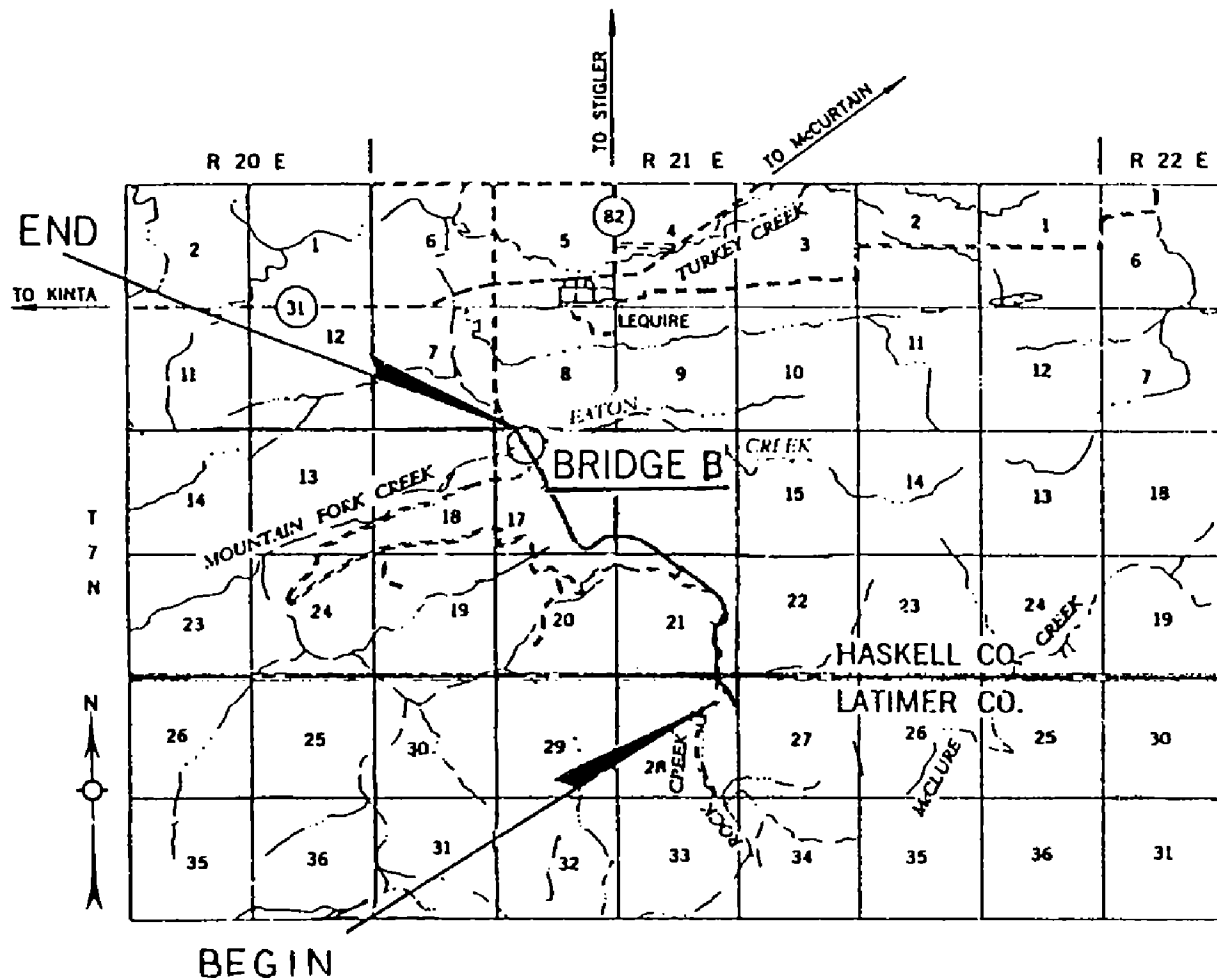 TO STIGLER
TO McCURTAIN
R 20 E
R 21 E
R 22 E
END
2
1
6
5
82
4
TURKEY CREEK
3
2
1
6
TO KINTA
31
LEQUIRE
11
12
7
8
9
10
11
12
7
EATON
CREEK
BRIDGE B
14
13
MOUNTAIN FORK CREEK
18
17
15
14
13
18
T
7
N
23
24
19
20
21
22
23
24
CREEK
19
HASKELL CO.
LATIMER CO.
N
26
25
30
29
28
CREEK
27
26
25
30
McCLURE
ROCK
35
36
31
32
33
34
35
36
31
BEGIN